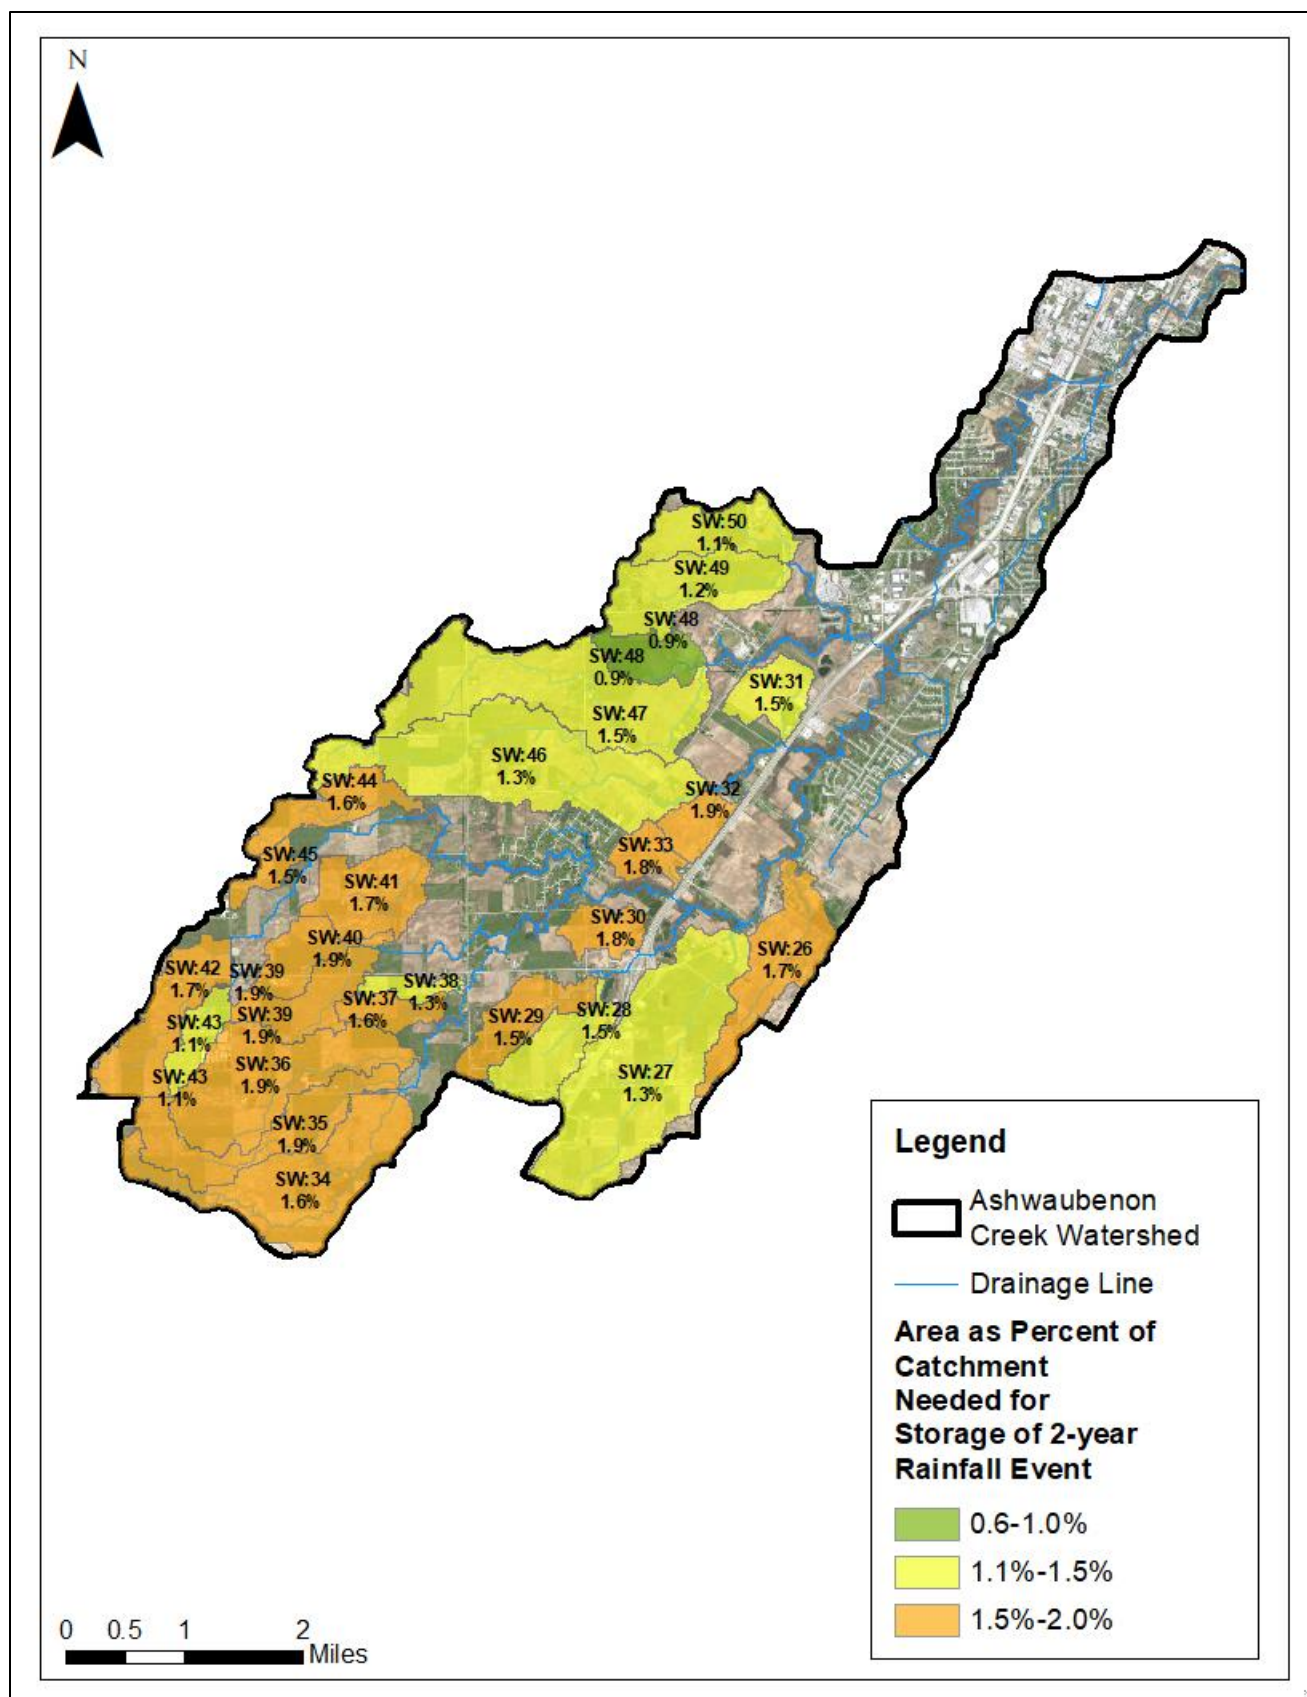 N
SW:50
1.1%
SW:49
1.2%
SW:48
0.9%
SW:48
0.9%
SW:31
1.5%
SW:47
1.5%
SW:46
1.3%
SW:44
1.6%
SW:32
1.9%
SW:33
1.8%
SW:45
1.5%
SW:41
1.7%
SW:30
1.8%
SW:40
1.9%
SW:26
1.7%
SW:42
1.7%
SW:39
1.9%
SW:38
1.3%
SW:37
1.6%
SW:28
1.5%
SW:29
1.5%
SW:43
1.1%
SW:39
1.9%
SW:36
1.9%
SW:27
1.3%
SW:43
1.1%
SW:35
1.9%
SW:34
1.6%
Legend
Ashwaubenon
Creek Watershed
Drainage Line
Area as Percent of
Catchment
Needed for
Storage of 2-year
Rainfall Event
0.6-1.0%
1.1%-1.5%
1.5%-2.0%
0 0.5 1 2
Miles